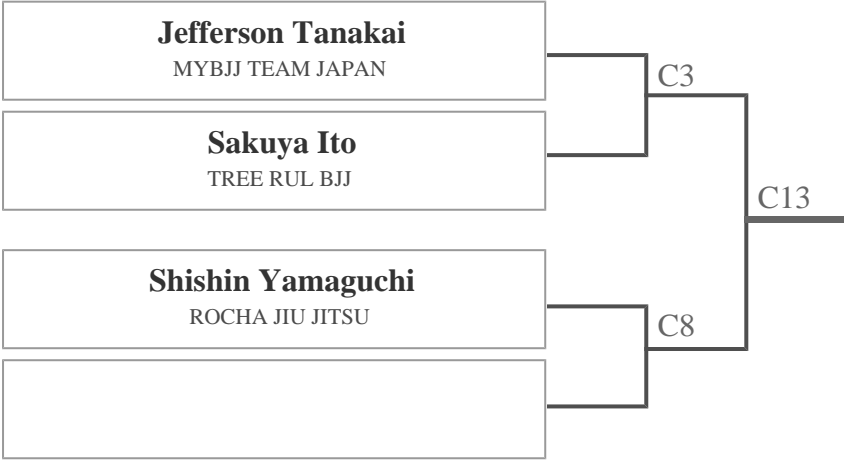 Jefferson Tanakai
MYBJJ TEAM JAPAN
C3
Sakuya Ito
TREE RUL BJJ
C13
Shishin Yamaguchi
ROCHA JIU JITSU
C8